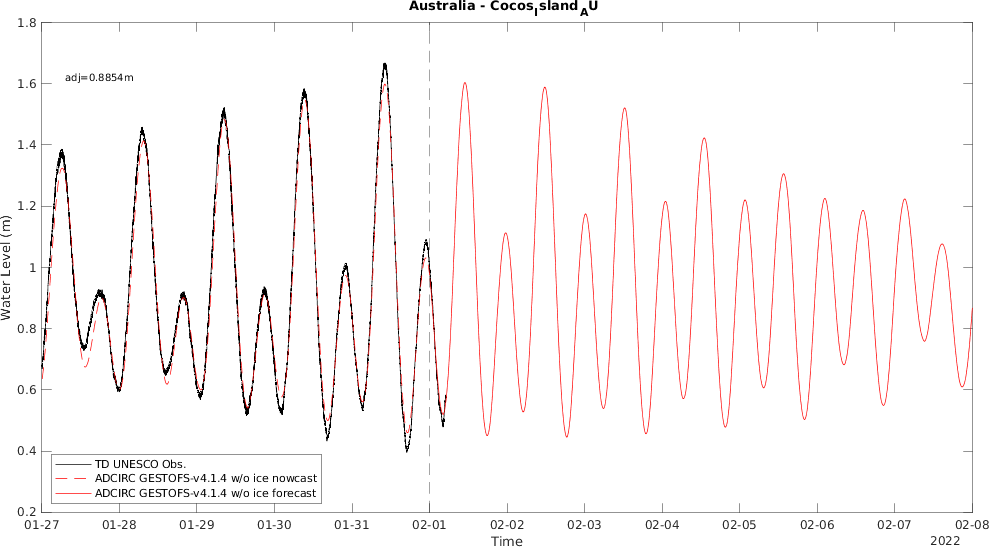 Australia - Cocos_Island_AU
adj=0.8854m
Water Level (m)
1.8
1.6
1.4
1.2
1
0.8
0.6
0.4
0.2
TD UNESCO Obs.
ADCIRC GESTOFS-v4.1.4 w/o ice nowcast
ADCIRC GESTOFS-v4.1.4 w/o ice forecast
01-27 01-28 01-29 01-30 01-31 02-01 02-02 02-03 02-04 02-05 02-06 02-07 02-08
Time
2022